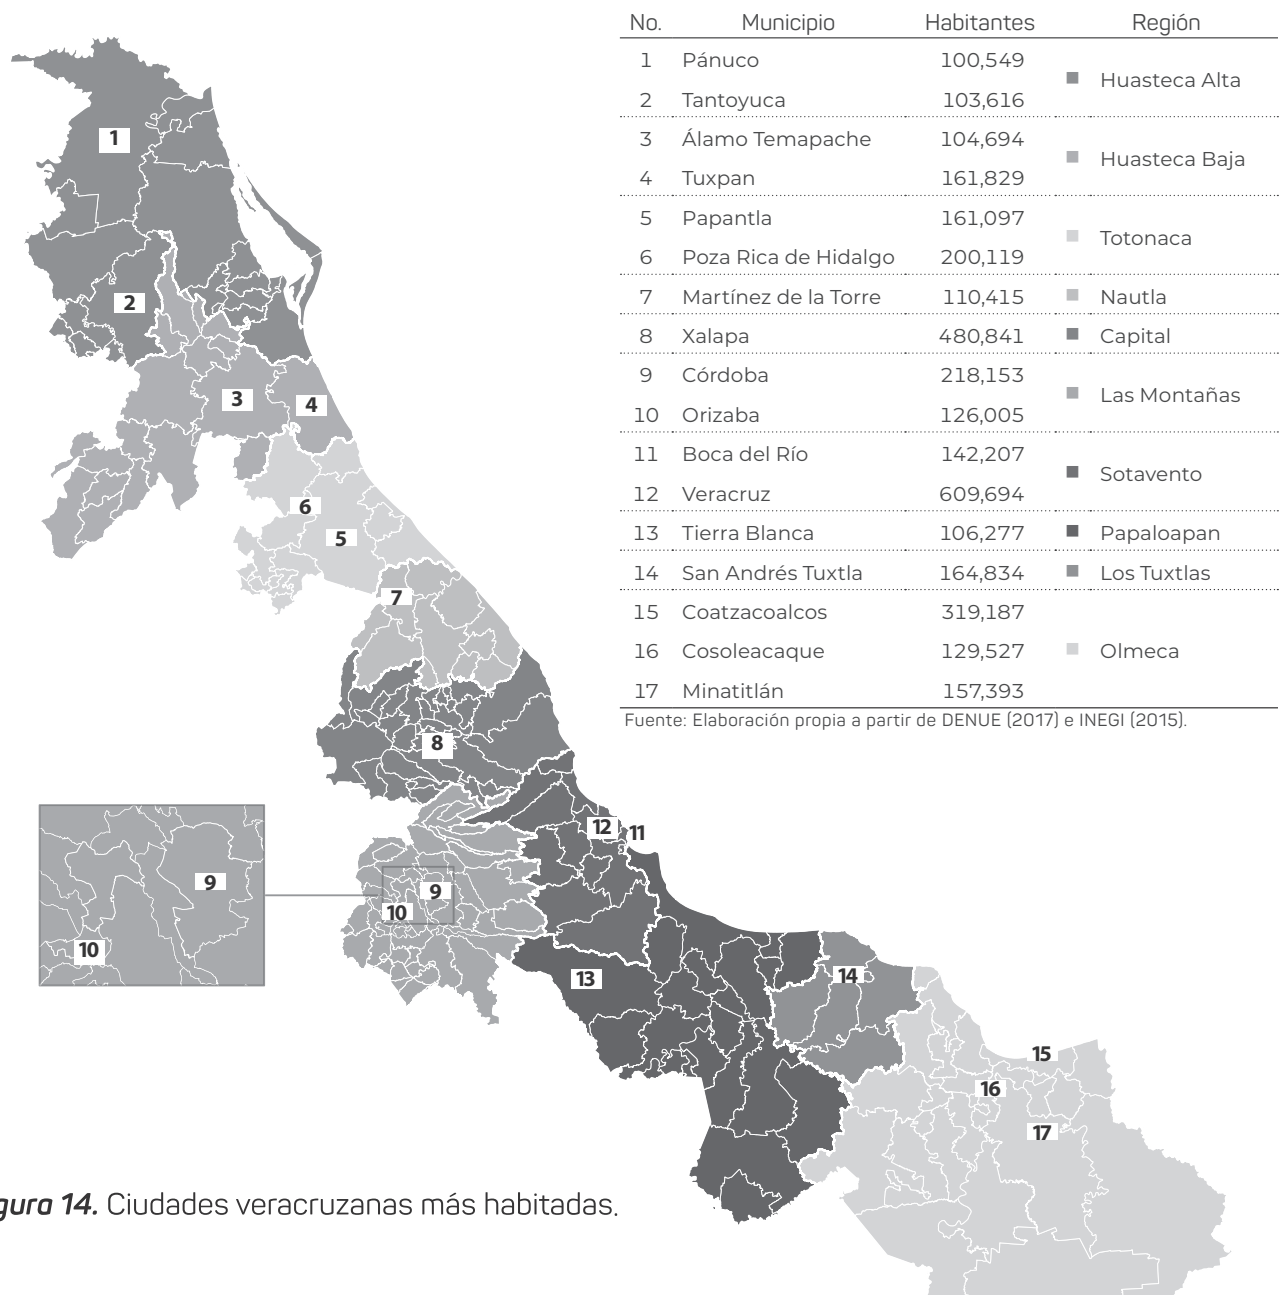 No. Municipio Habitantes Región
1 Pánuco 100,549
Huasteca Alta
2 Tantoyuca 103,616
3 Álamo Temapache 104,694
Huasteca Baja
4 Tuxpan 161,829
5 Papantla 161,097
Totonaca
6 Poza Rica de Hidalgo 200,119
7 Martínez de la Torre 110,415 Nautla
8 Xalapa 480,841 Capital
9 Córdoba 218,153
Las Montañas
10 Orizaba 126,005
11 Boca del Río 142,207
Sotavento
12 Veracruz 609,694
13 Tierra Blanca 106,277 Papaloapan
14 San Andrés Tuxtla 164,834 Los Tuxtlas
15 Coatzacoalcos 319,187
16 Cosoleacaque 129,527 Olmeca
17 Minatitlán 157,393
Fuente: Elaboración propia a partir de DENUE (2017) e INEGI (2015).
1
2
3
4
6
5
7
8
12
11
9
10
9
10
13
14
15
16
17
gura 14. Ciudades veracruzanas más habitadas.